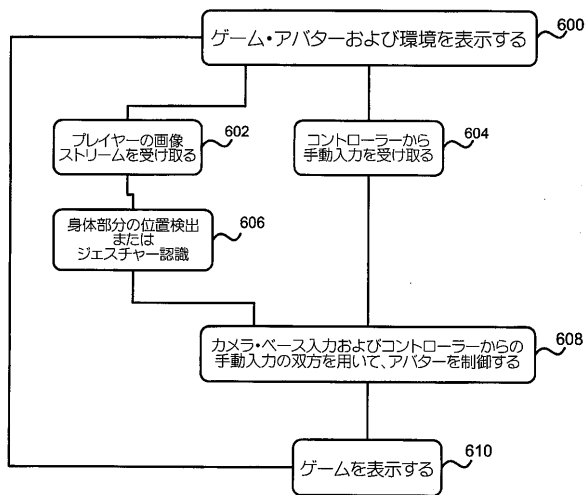 ゲーム・アバターおよび環境を表示する
600
プレイヤーの画像
ストリームを受け取る
602
コントローラーから
手動入力を受け取る
604
身体部分の位置検出
または
ジェスチャー認識
606
カメラ・ベース入力およびコントローラーからの
手動入力の双方を用いて、アバターを制御する
608
ゲームを表示する
610